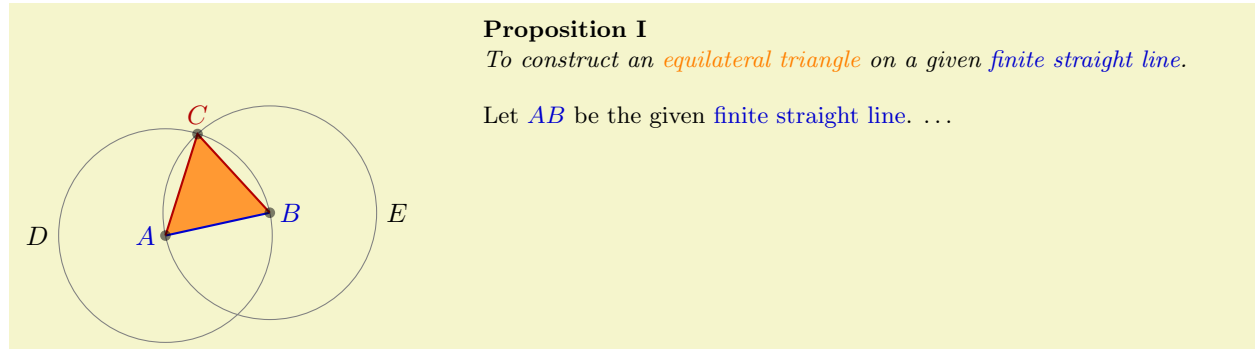 Proposition I
To construct an equilateral triangle on a given finite straight line.
Let AB be the given finite straight line. …
C
B
E
D
A